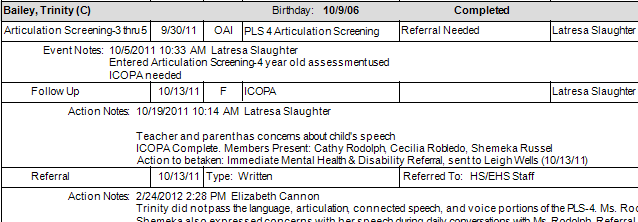 Bailey, Trinity (C) Birthday: 10/9/06 Completed
Articulation Screening-3 thru 5 9/30/11 OAI PLS 4 Articulation Screening Referral Needed Latresa Slaughter
Event Notes: 10/5/2011 10:33 AM Latresa Slaughter
Entered Articulation Screening-4 year old assessment used
ICOPA needed
Follow Up 10/13/11 F ICOPA Latresa Slaughter
Action Notes: 10/19/2011 10:14 AM Latresa Slaughter
Teacher and parent has concerns about child's speech
ICOPA Complete. Members Present: Cathy Rodolph, Cecilia Robledo, Shemeka Russel
Action to be taken: Immediate Mental Health & Disability Referral, sent to Leigh Wells (10/13/11)
Referral 10/13/11 Type: Written Referred To: HS/EHS Staff
Action Notes: 2/24/2012 2:28 PM Elizabeth Cannon
Trinity did not pass the language, articulation, connected speech, and voice portions of the PLS-4. Ms. Rod
Shemeka also expressed concerns with her speech during daily conversations with Ms. Rodolph. Referral